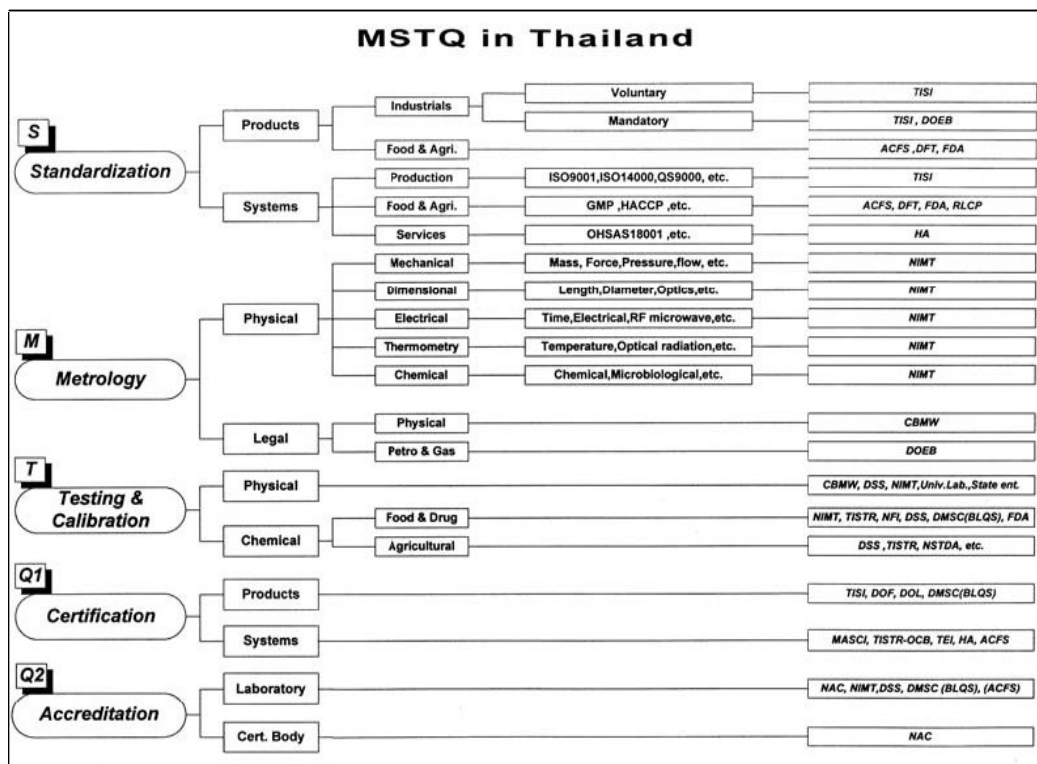 MSTQ in Thailand
S
Standardization
Products
Industrials
Voluntary
TISI
Mandatory
TISI , DOEB
Food & Agri.
ACFS ,DFT, FDA
Systems
Production
ISO9001,ISO14000,QS9000, etc.
TISI
Food & Agri.
GMP ,HACCP ,etc.
ACFS, DFT, FDA, RLCP
Services
OHSAS18001 ,etc.
HA
M
Metrology
Physical
Mechanical
Mass, Force,Pressure,flow, etc.
NIMT
Dimensional
Length,Diameter,Optics,etc.
NIMT
Electrical
Time,Electrical,RF microwave,etc.
NIMT
Thermometry
Temperature,Optical radiation,etc.
NIMT
Chemical
Chemical,Microbiological,etc.
NIMT
Legal
Physical
CBMW
Petro & Gas
DOEB
T
Testing &
Calibration
Physical
CBMW, DSS, NIMT,Univ.Lab.,State ent.
Chemical
Food & Drug
NIMT, TISTR, NFI, DSS, DMSC(BLQS), FDA
Agricultural
DSS ,TISTR, NSTDA, etc.
Q1
Certification
Products
TISI, DOF, DOL, DMSC(BLQS)
Systems
MASCI, TISTR-OCB, TEI, HA, ACFS
Q2
Accreditation
Laboratory
NAC, NIMT,DSS, DMSC (BLQS), (ACFS)
Cert. Body
NAC